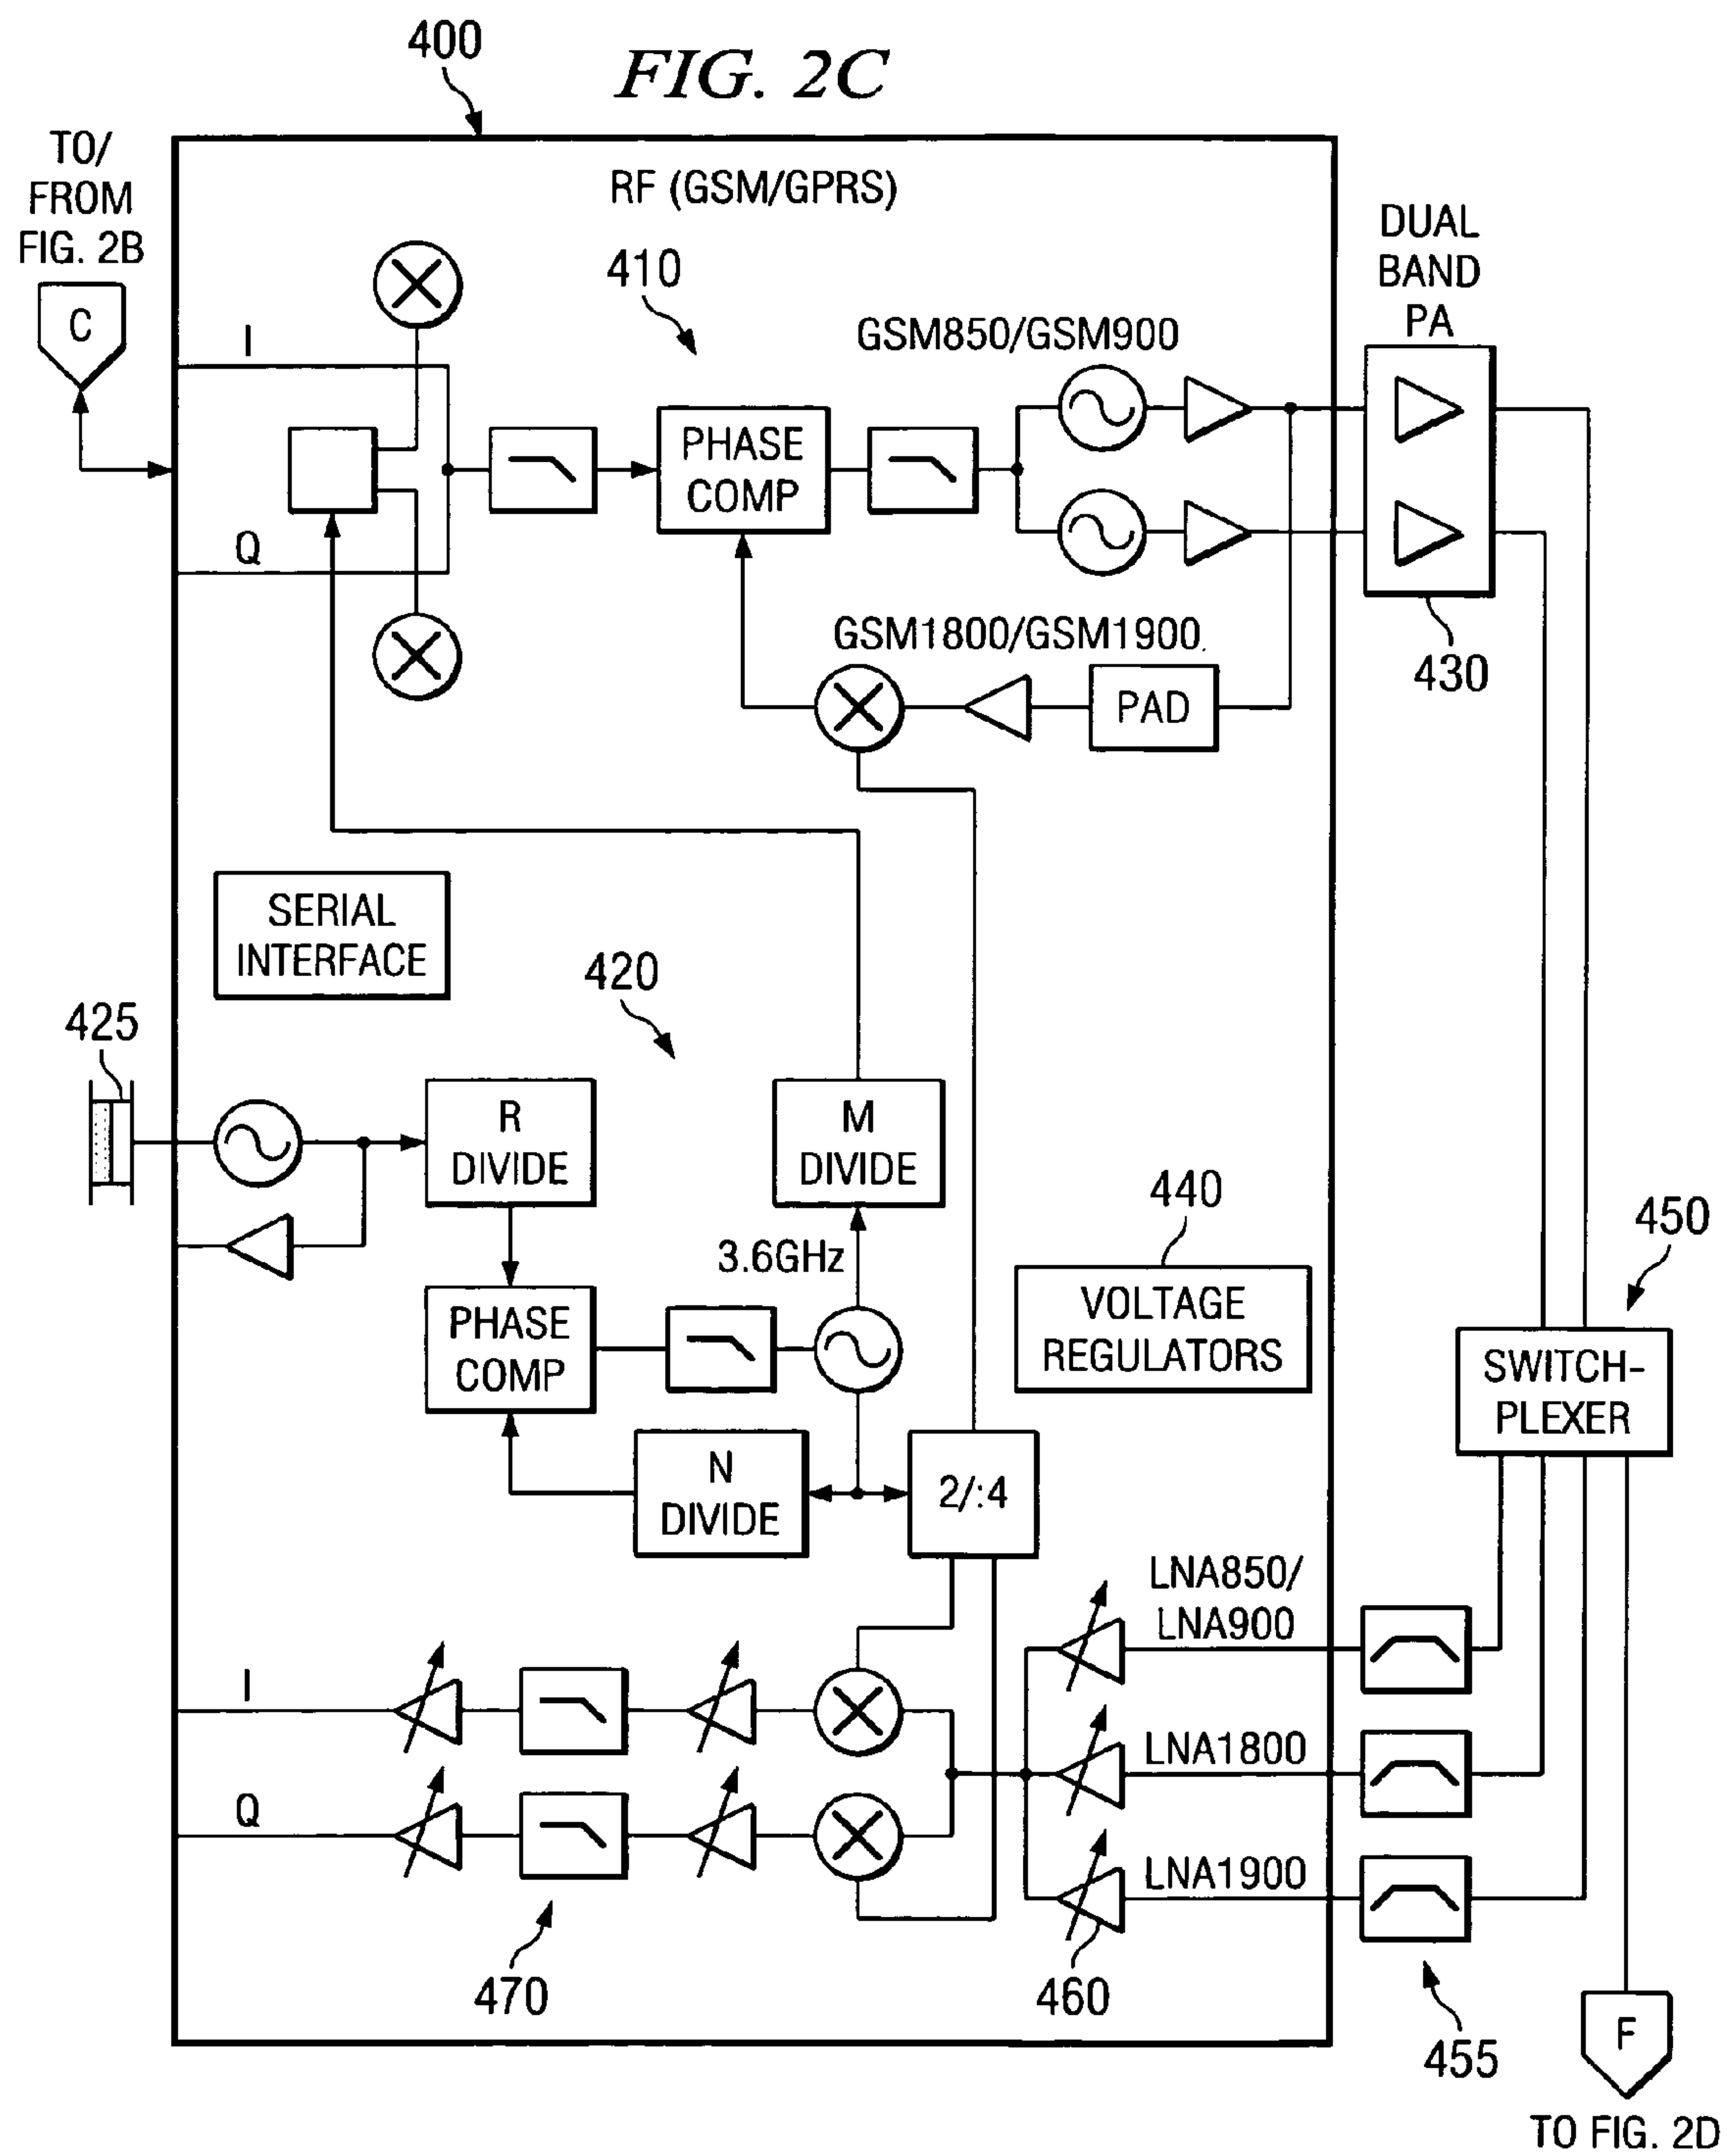 FIG. 2C
400
TO/
FROM
FIG. 2B
C
RF (GSM/GPRS)
410
DUAL
BAND
PA
I
GSM850/GSM900
PHASE
COMP
Q
GSM1800/GSM1900
430
PAD
SERIAL
INTERFACE
420
425
R
DIVIDE
M
DIVIDE
440
450
3.6GHz
VOLTAGE
REGULATORS
PHASE
COMP
SWITCH-
PLEXER
N
DIVIDE
2/:4
LNA850/
LNA900
I
LNA1800
Q
LNA1900
470
460
455
F
TO FIG. 2D